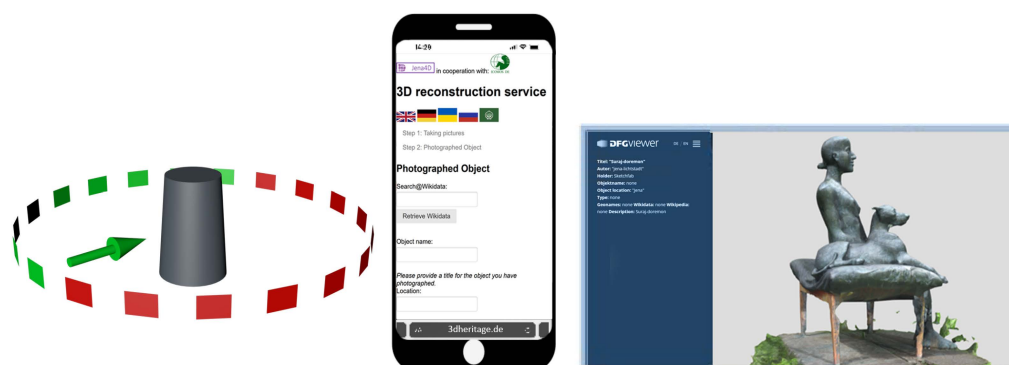 14:29
Jena4D in cooperation with:
3D reconstruction service
Step 1: Taking pictures
Step 2: Photographed Object
Photographed Object
Search@Wikidata:
Retrieve Wikidata
Object name:
Please provide a title for the object you have
photographed.
Location:
3dheritage.de
DFGVIEWER DE / EN
Titel: "Suraj-doremon"
Autor: "jena-lichtstadt"
Holder: Sketchfab
Objektname: none
Object location: "Jena"
Type: none
Geonames: none Wikidata: none Wikipedia:
none Description: Suraj-doremon